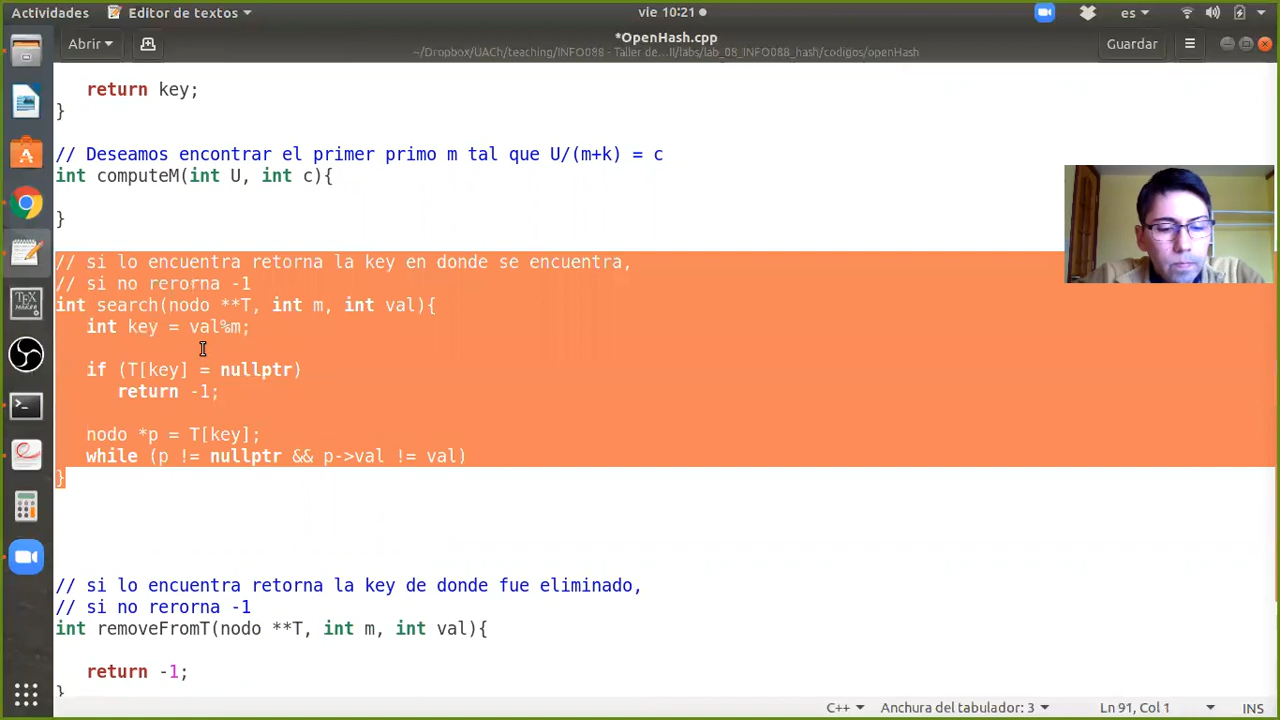 Actividades
Editor de textos
vie 10:21
es
Abrir
*OpenHash.cpp
~/Dropbox/UACh/teaching/INFO088 - Taller de…II/labs/lab_08_INFO088_hash/codigos/openHash
Guardar
return key;
}
// Deseamos encontrar el primer primo m tal que U/(m+k) = c
int computeM(int U, int c){
}
// si lo encuentra retorna la key en donde se encuentra,
// si no rerorna -1
int search(nodo **T, int m, int val){
int key = val%m;
if (T[key] = nullptr)
return -1;
nodo *p = T[key];
while (p != nullptr && p->val != val)
}
// si lo encuentra retorna la key de donde fue eliminado,
// si no rerorna -1
int removeFromT(nodo **T, int m, int val){
return -1;
}
C++
Anchura del tabulador: 3
Ln 91, Col 1
INS